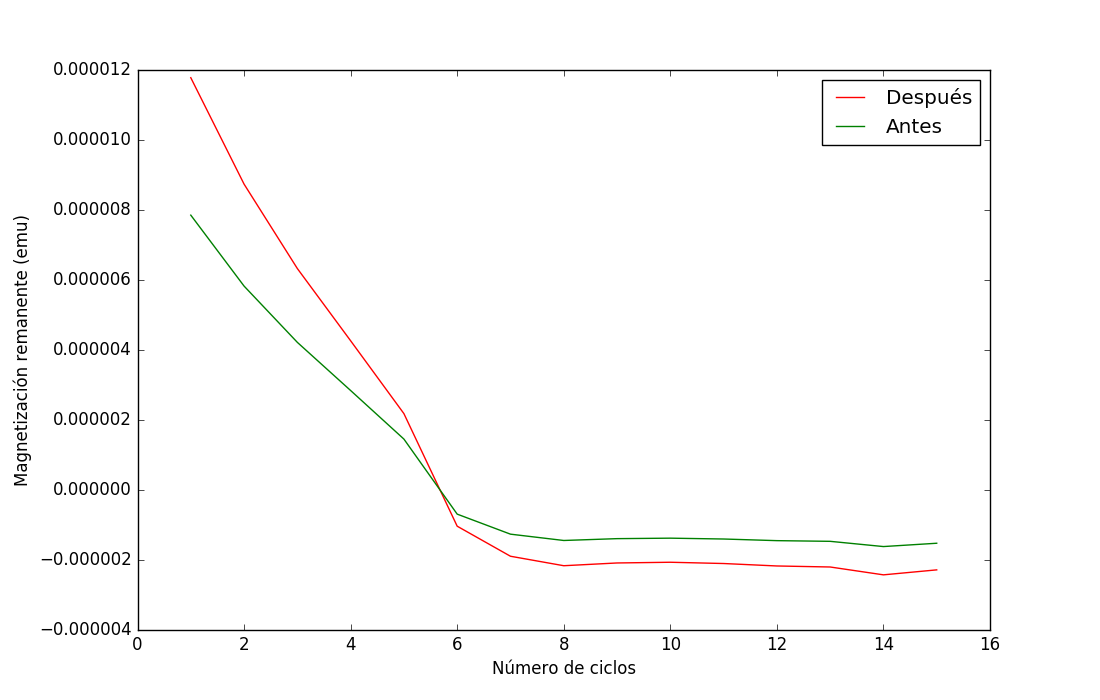 Después
Antes
Magnetización remanente (emu)
0.000012
0.000010
0.000008
0.000006
0.000004
0.000002
0.000000
−0.000002
−0.000004
0 2 4 6 8 10 12 14 16
Número de ciclos